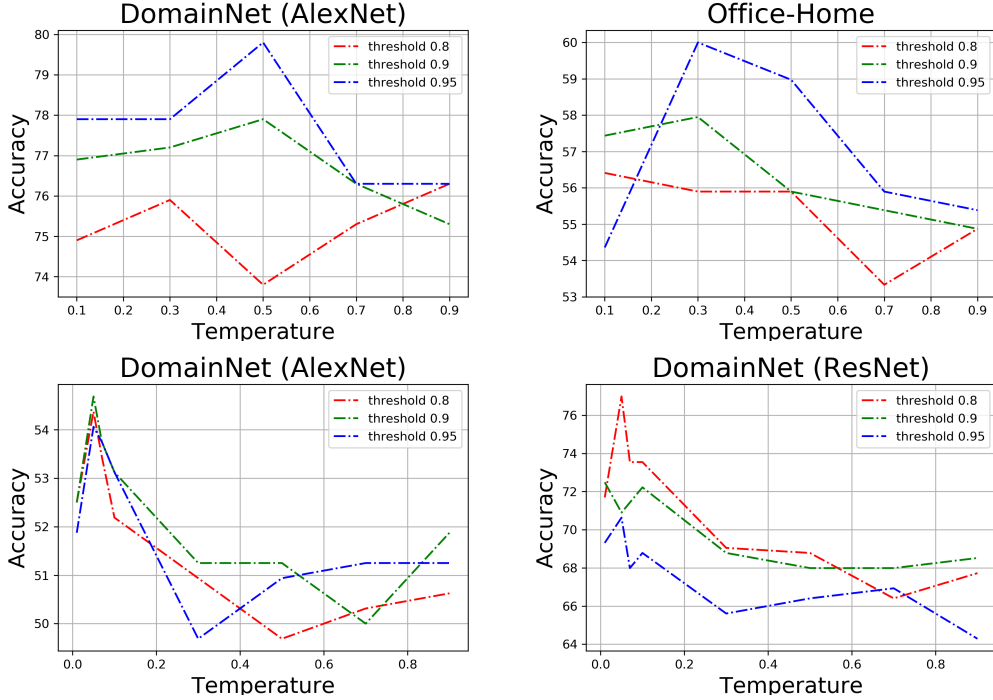 DomainNet (AlexNet)
80
79
78
77
76
75
74
Accuracy
threshold 0.8
threshold 0.9
threshold 0.95
0.1 0.2 0.3 0.4 0.5 0.6 0.7 0.8 0.9
Temperature
Office-Home
60
59
58
57
56
55
54
53
Accuracy
threshold 0.8
threshold 0.9
threshold 0.95
0.1 0.2 0.3 0.4 0.5 0.6 0.7 0.8 0.9
Temperature
DomainNet (AlexNet)
54
53
52
51
50
Accuracy
threshold 0.8
threshold 0.9
threshold 0.95
0.0 0.2 0.4 0.6 0.8
Temperature
DomainNet (ResNet)
76
74
72
70
68
66
64
Accuracy
threshold 0.8
threshold 0.9
threshold 0.95
0.0 0.2 0.4 0.6 0.8
Temperature